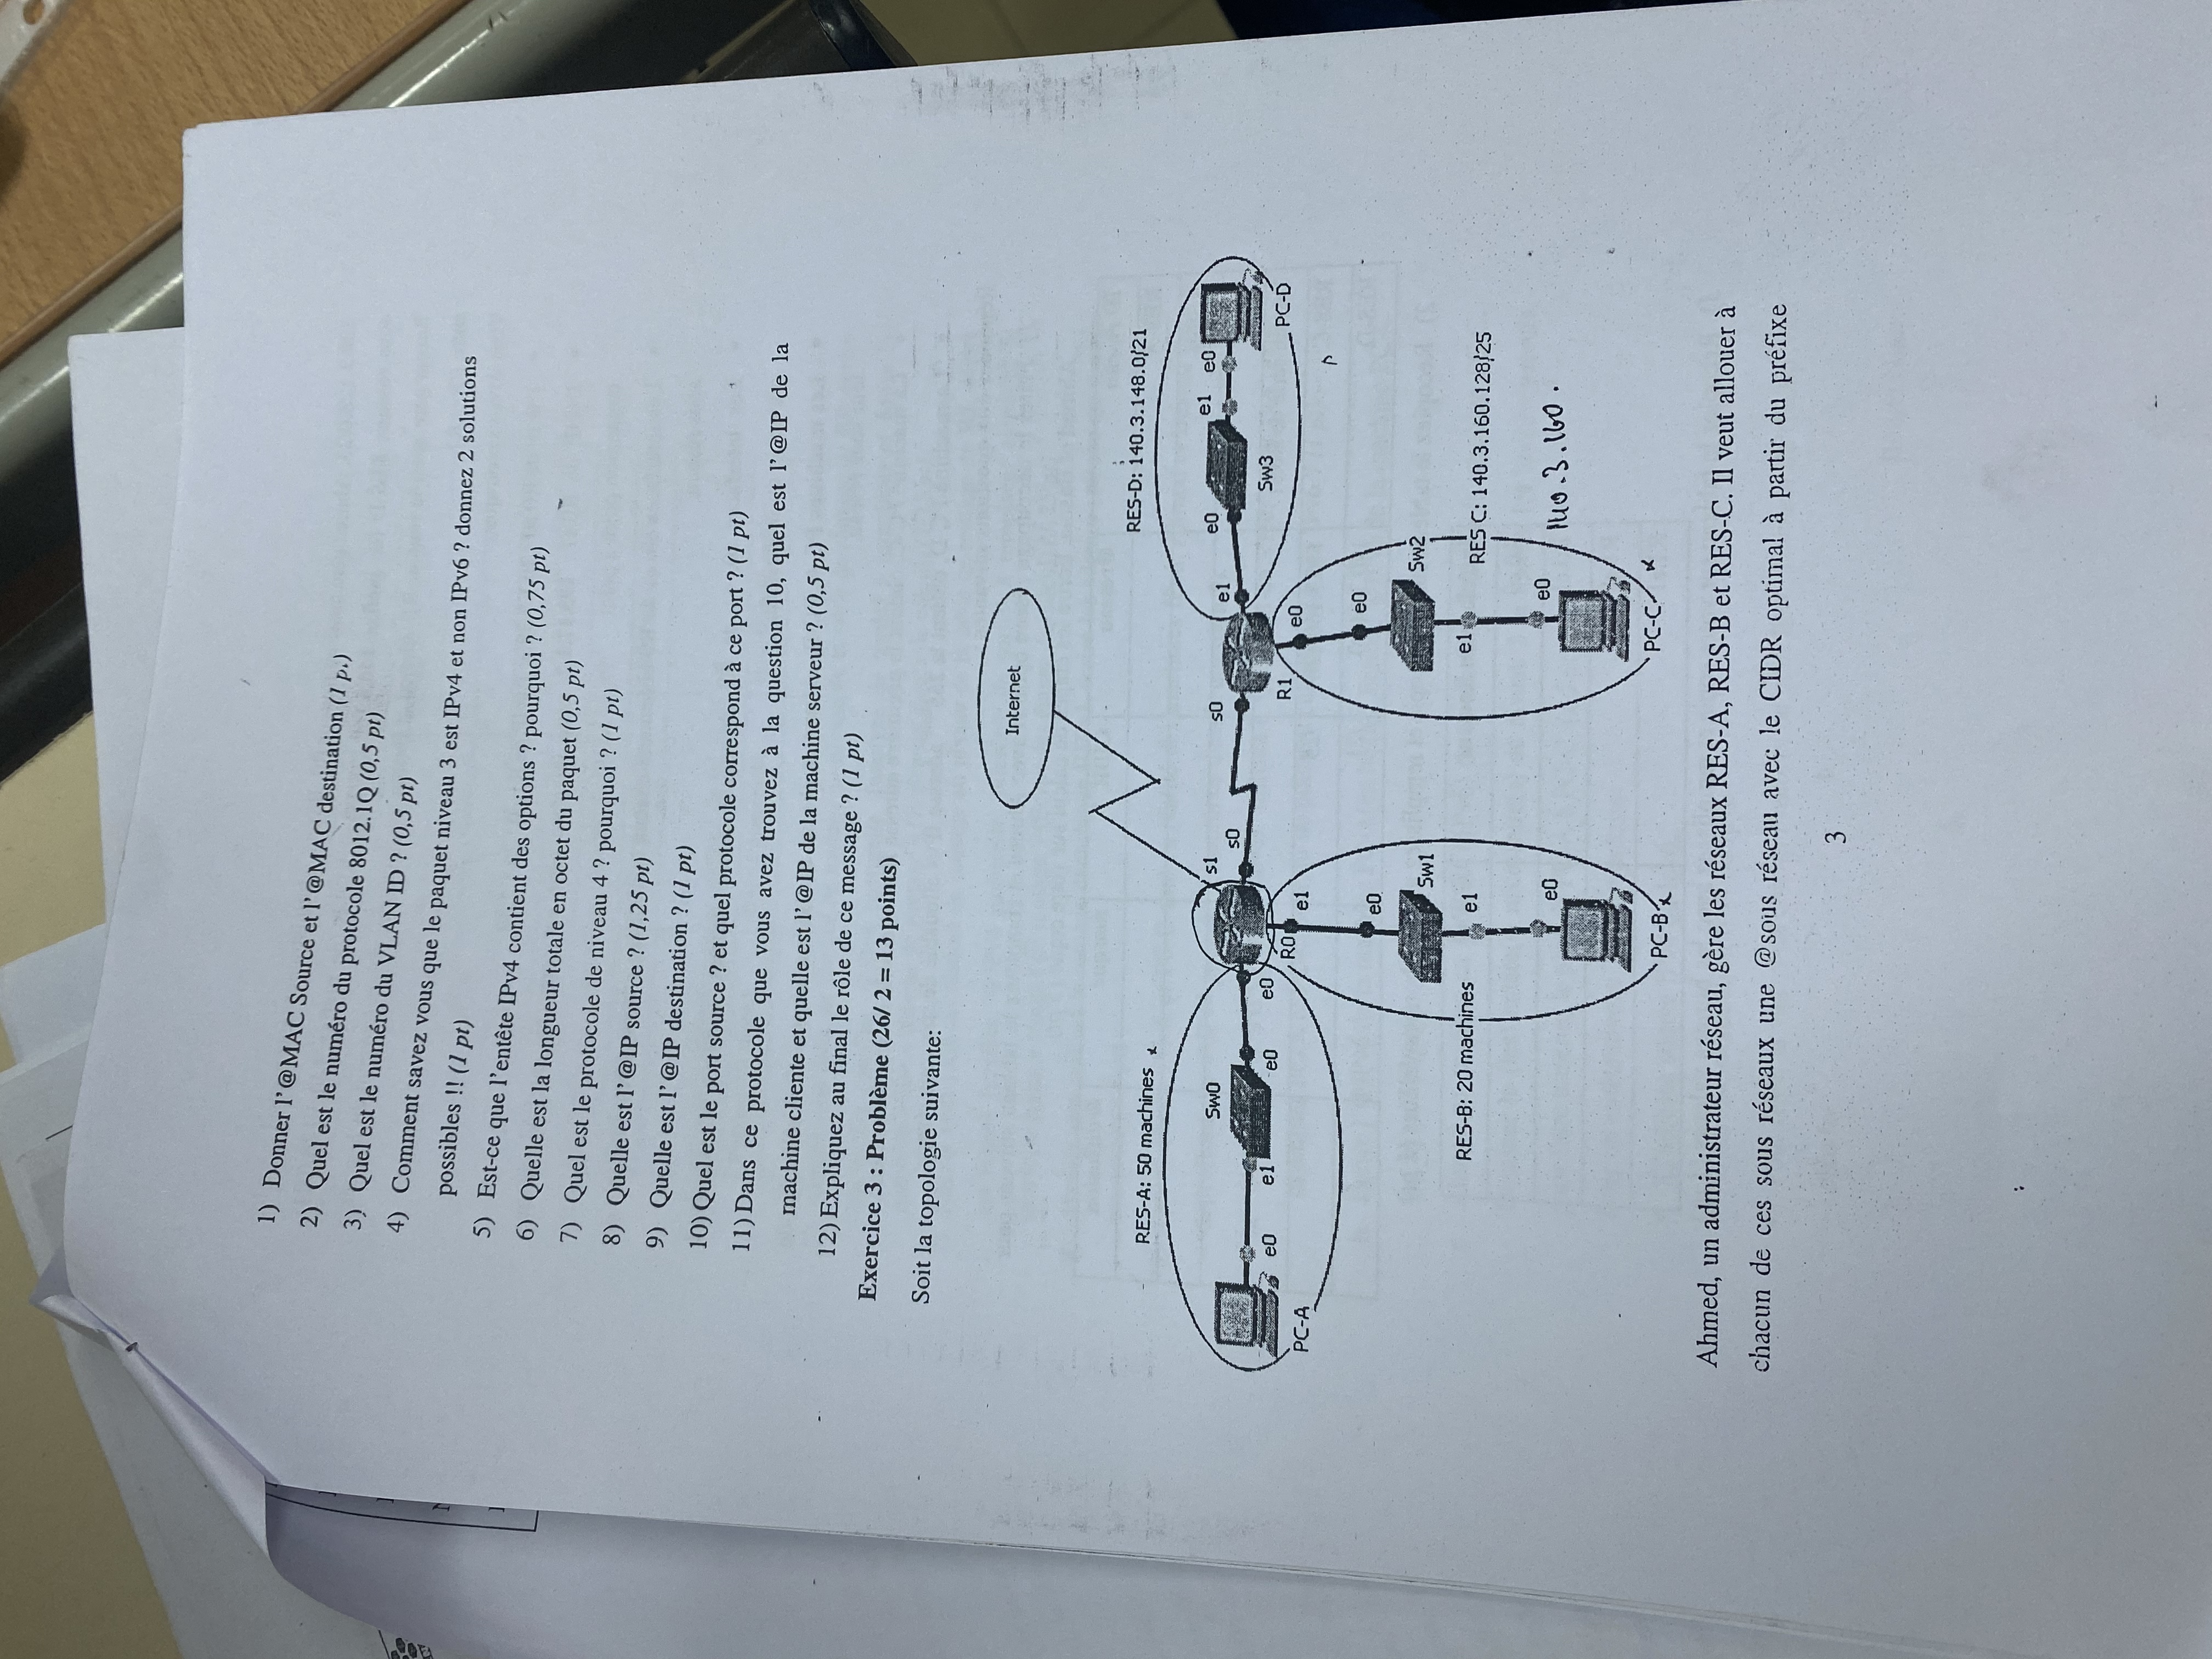 1) Donner l'@MAC Source et l'@MAC destination (1 p.)
2) Quel est le numéro du protocole 8012.1Q (0,5 pt)
3) Quel est le numéro du VLAN ID ? (0,5 pt)
4) Comment savez vous que le paquet niveau 3 est IPv4 et non IPv6 ? donnez 2 solutions
possibles !! (1 pt)
5) Est-ce que l'entête IPv4 contient des options ? pourquoi ? (0,75 pt)
6) Quelle est la longueur totale en octet du paquet (0,5 pt)
7) Quel est le protocole de niveau 4 ? pourquoi ? (1 pt)
8) Quelle est l'@IP source ? (1,25 pt)
9) Quelle est l'@IP destination ? (1 pt)
10) Quel est le port source ? et quel protocole correspond à ce port ? (1 pt)
11) Dans ce protocole que vous avez trouvez à la question 10, quel est l'@IP de la
machine cliente et quelle est l'@IP de la machine serveur ? (0,5 pt)
12) Expliquez au final le rôle de ce message ? (1 pt)
Exercice 3 : Problème (26/ 2 = 13 points)
Soit la topologie suivante:
Internet
RES-A: 50 machines
RES-D: 140.3.148.0/21
Sw0
s1
s0
s0
e1
e0
e1
e0
e0
e1
e0
e0
R0
R1
Sw3
PC-A
PC-D
e1
e0
e0
e0
Sw1
Sw2
RES-B: 20 machines
e1
e1
RES C: 140.3.160.128/25
e0
e0
140.3.160.
PC-B
PC-C
Ahmed, un administrateur réseau, gère les réseaux RES-A, RES-B et RES-C. Il veut allouer à
chacun de ces sous réseaux une @sous réseau avec le CIDR optimal à partir du préfixe
3